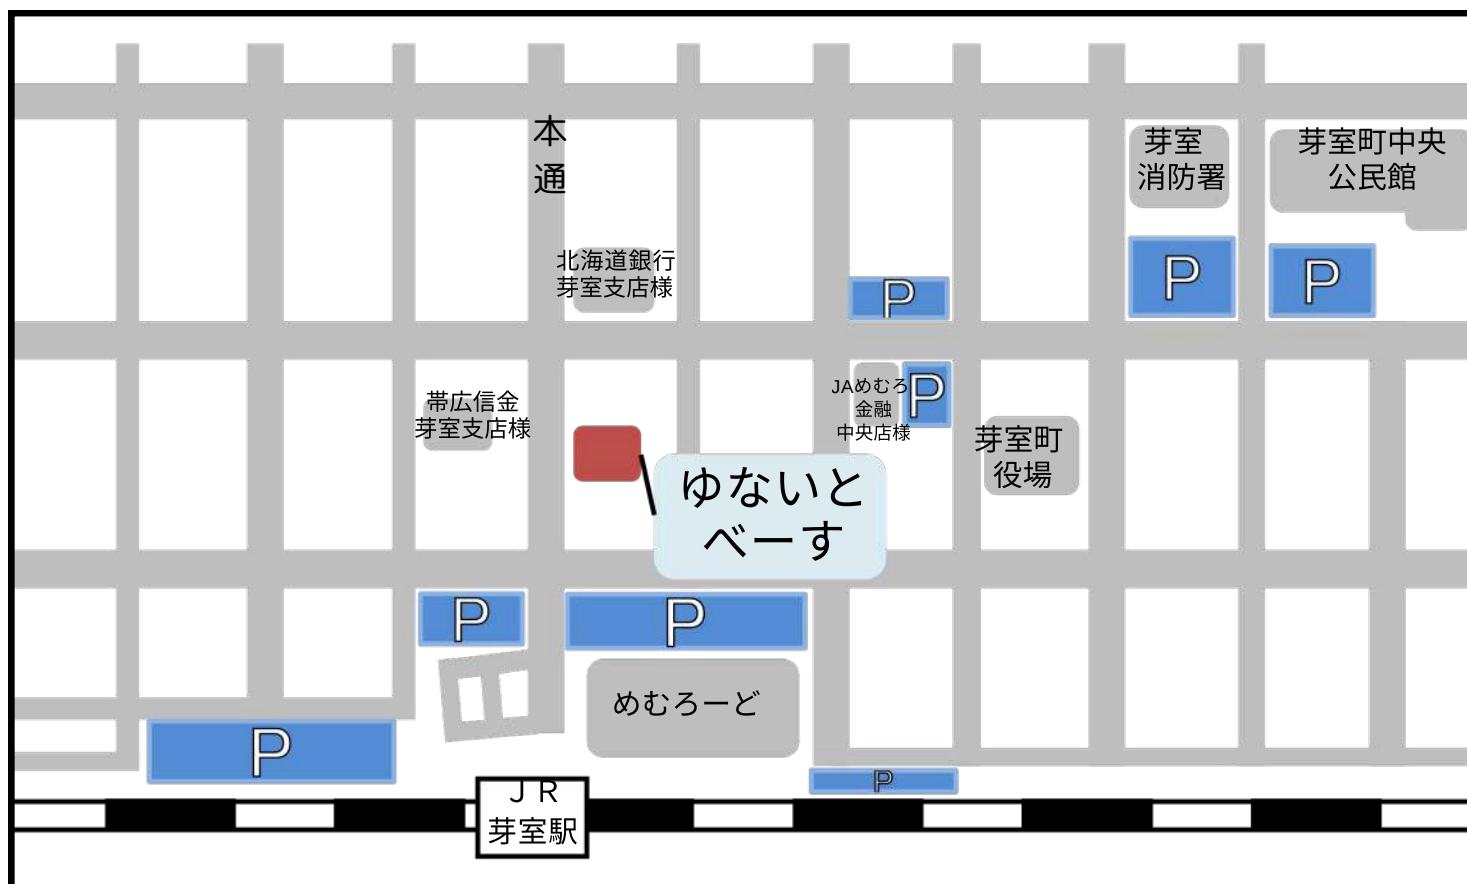 本
通
芽室
消防署
芽室町中央
公民館
北海道銀行
芽室支店様
P
P
P
帯広信金
芽室支店様
JAめむろ
金融
中央店様
P
芽室町
役場
ゆないと
べーす
P
P
めむろーど
P
P
ＪＲ
芽室駅